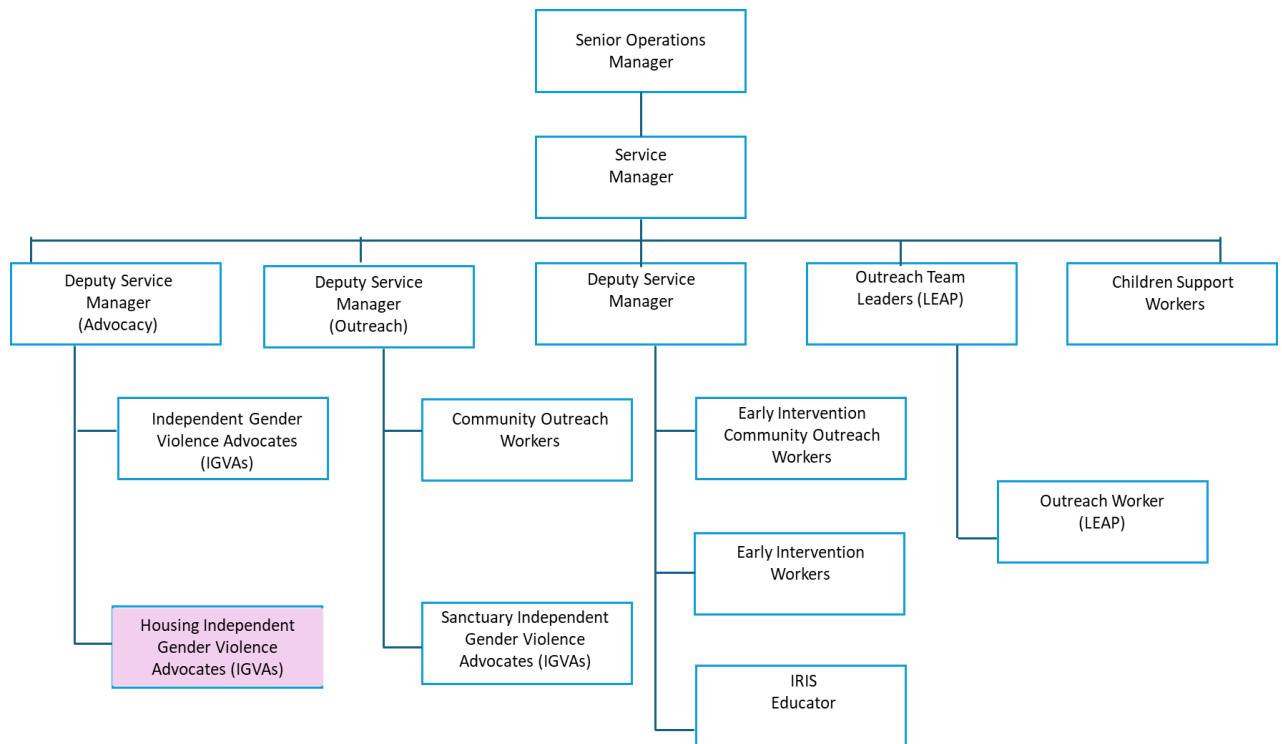 Senior Operations
Manager
Service
Manager
Deputy Service
Manager
(Advocacy)
Deputy Service
Manager
(Outreach)
Deputy Service
Manager
Outreach Team
Leaders (LEAP)
Children Support
Workers
Independent Gender
Violence Advocates
(IGVAs)
Community Outreach
Workers
Early Intervention
Community Outreach
Workers
Outreach Worker
(LEAP)
Early Intervention
Workers
Housing Independent
Gender Violence
Advocates (IGVAs)
Sanctuary Independent
Gender Violence
Advocates (IGVAs)
IRIS
Educator